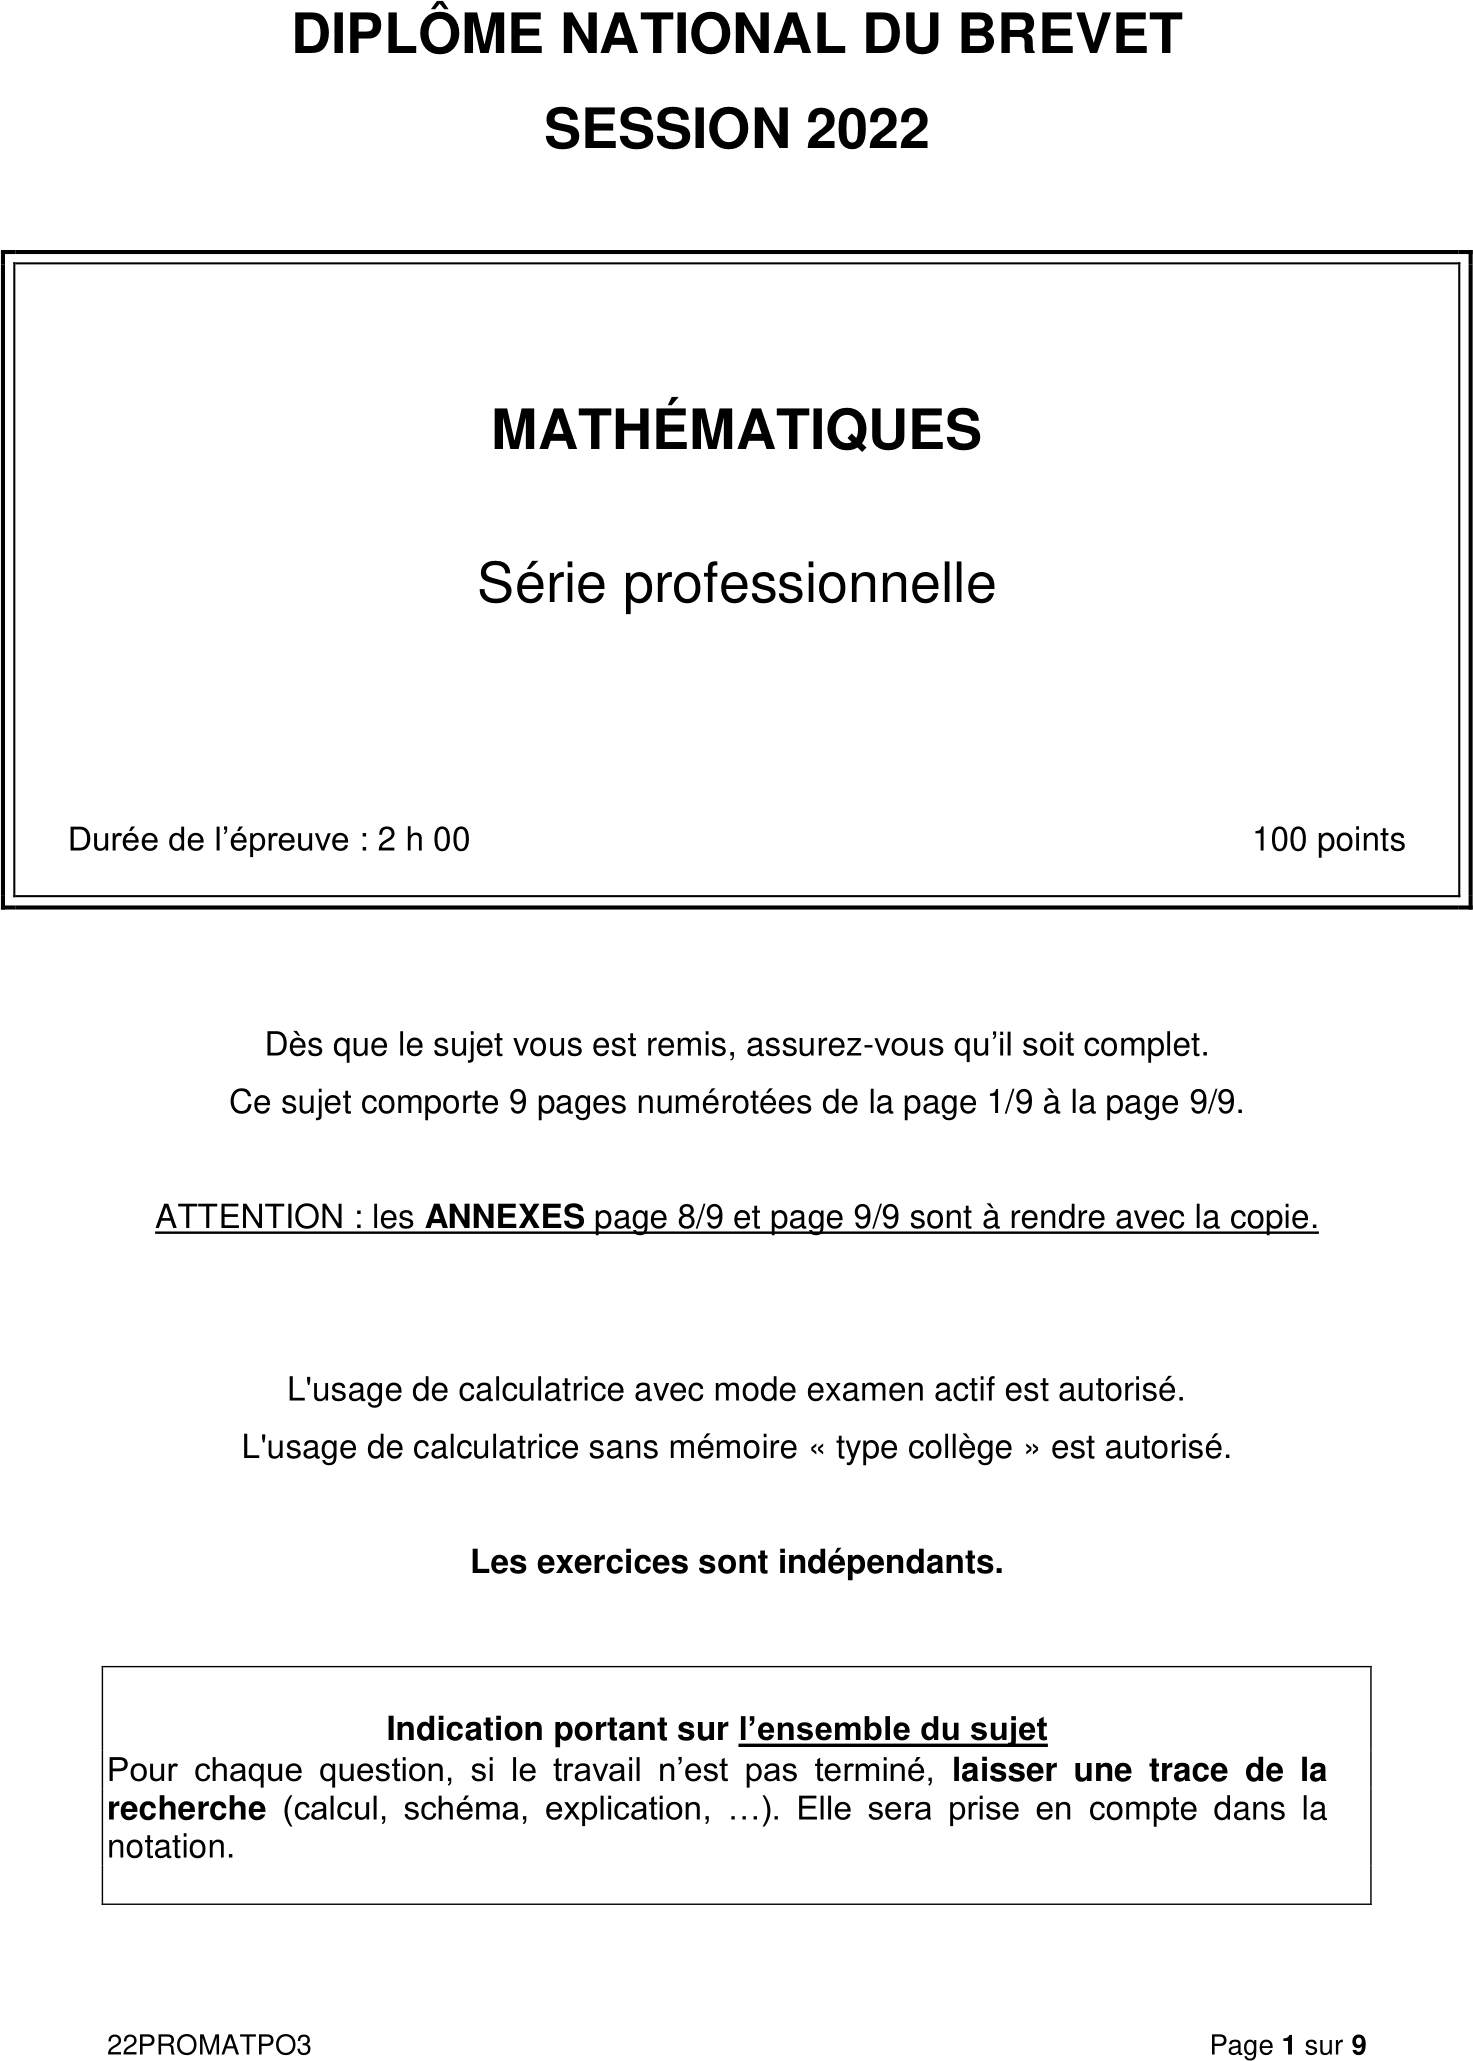 DIPLÔME NATIONAL DU BREVET
SESSION 2022
MATHÉMATIQUES
Série professionnelle
Durée de l’épreuve : 2 h 00 100 points
Dès que le sujet vous est remis, assurez-vous qu’il soit complet.
Ce sujet comporte 9 pages numérotées de la page 1/9 à la page 9/9.
ATTENTION : les ANNEXES page 8/9 et page 9/9 sont à rendre avec la copie.
L'usage de calculatrice avec mode examen actif est autorisé.
L'usage de calculatrice sans mémoire « type collège » est autorisé.
Les exercices sont indépendants.
Indication portant sur l’ensemble du sujet
Pour chaque question, si le travail n’est pas terminé, laisser une trace de la
recherche (calcul, schéma, explication, …). Elle sera prise en compte dans la
notation.
22PROMATPO3 Page 1 sur 9